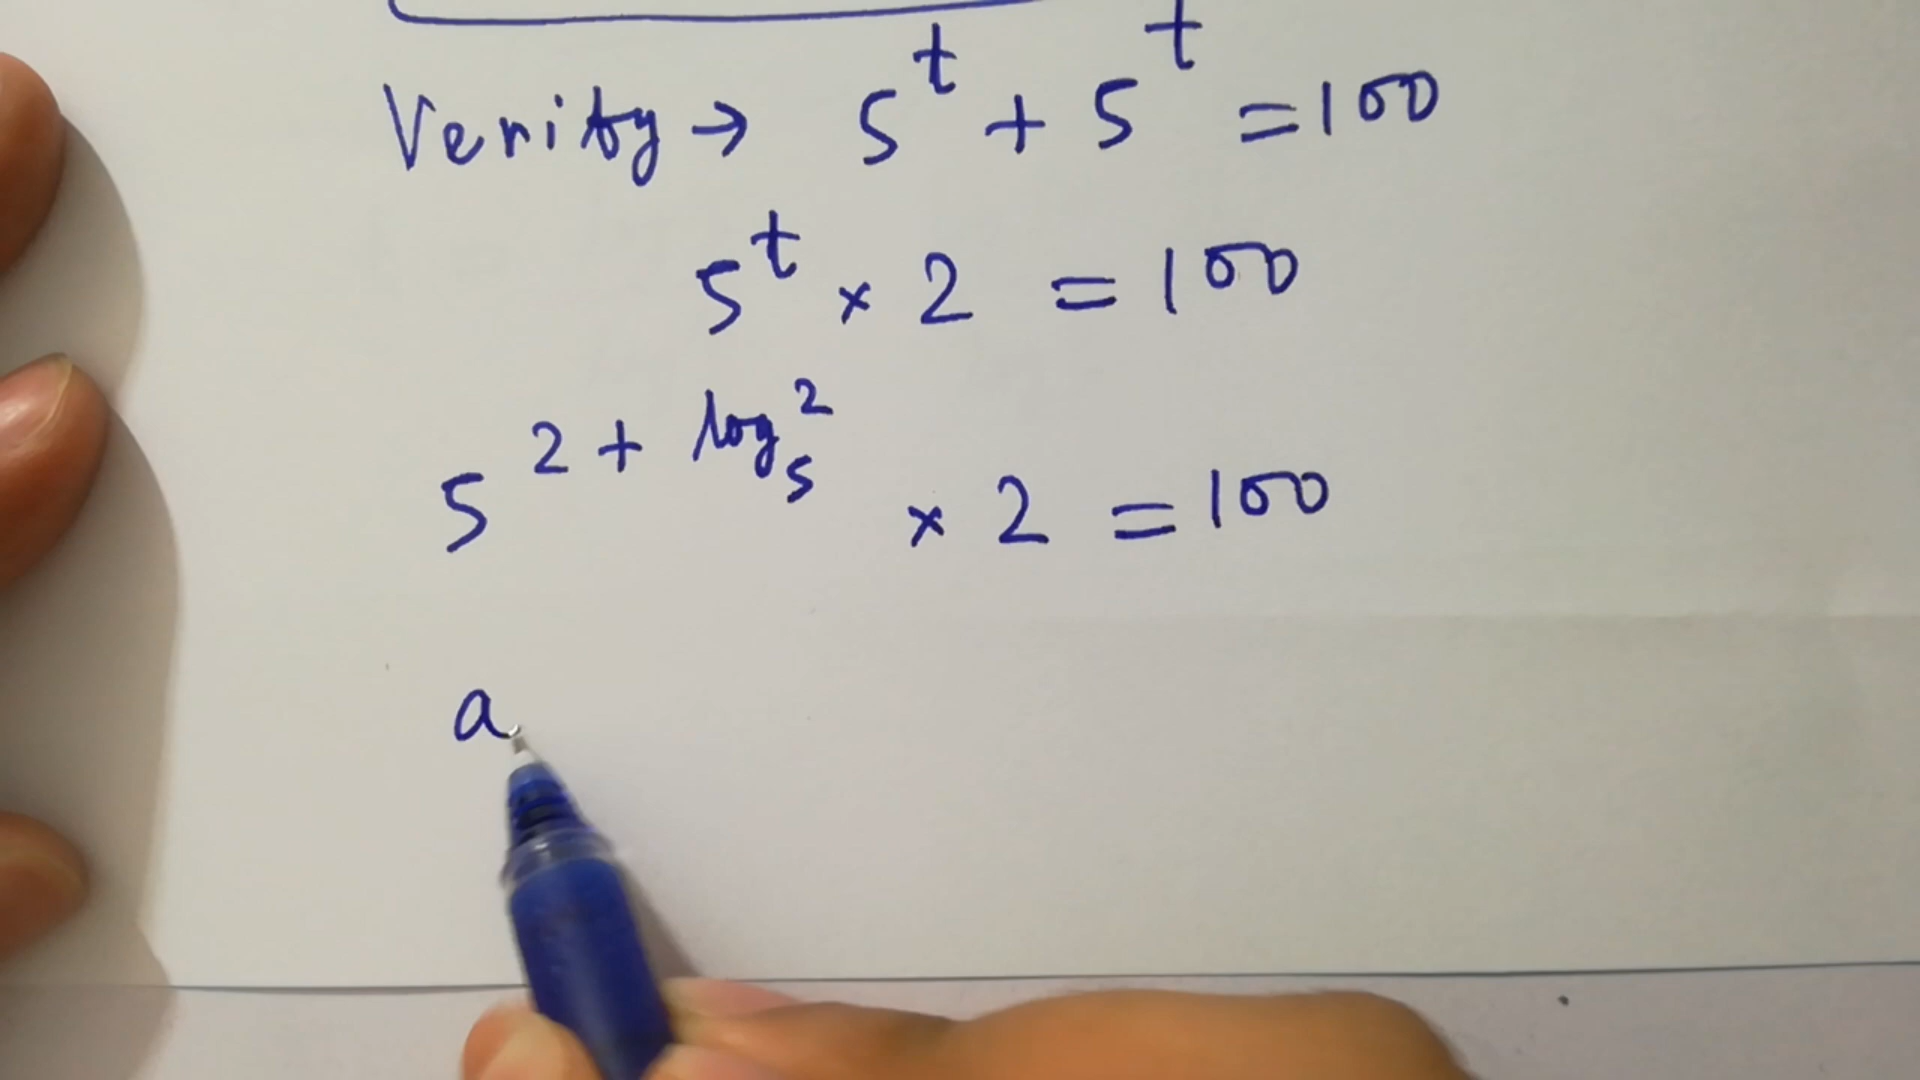 Verify → 5^t + 5^t = 100
5^t × 2 = 100
5^(2 + log_5 2) × 2 = 100
a